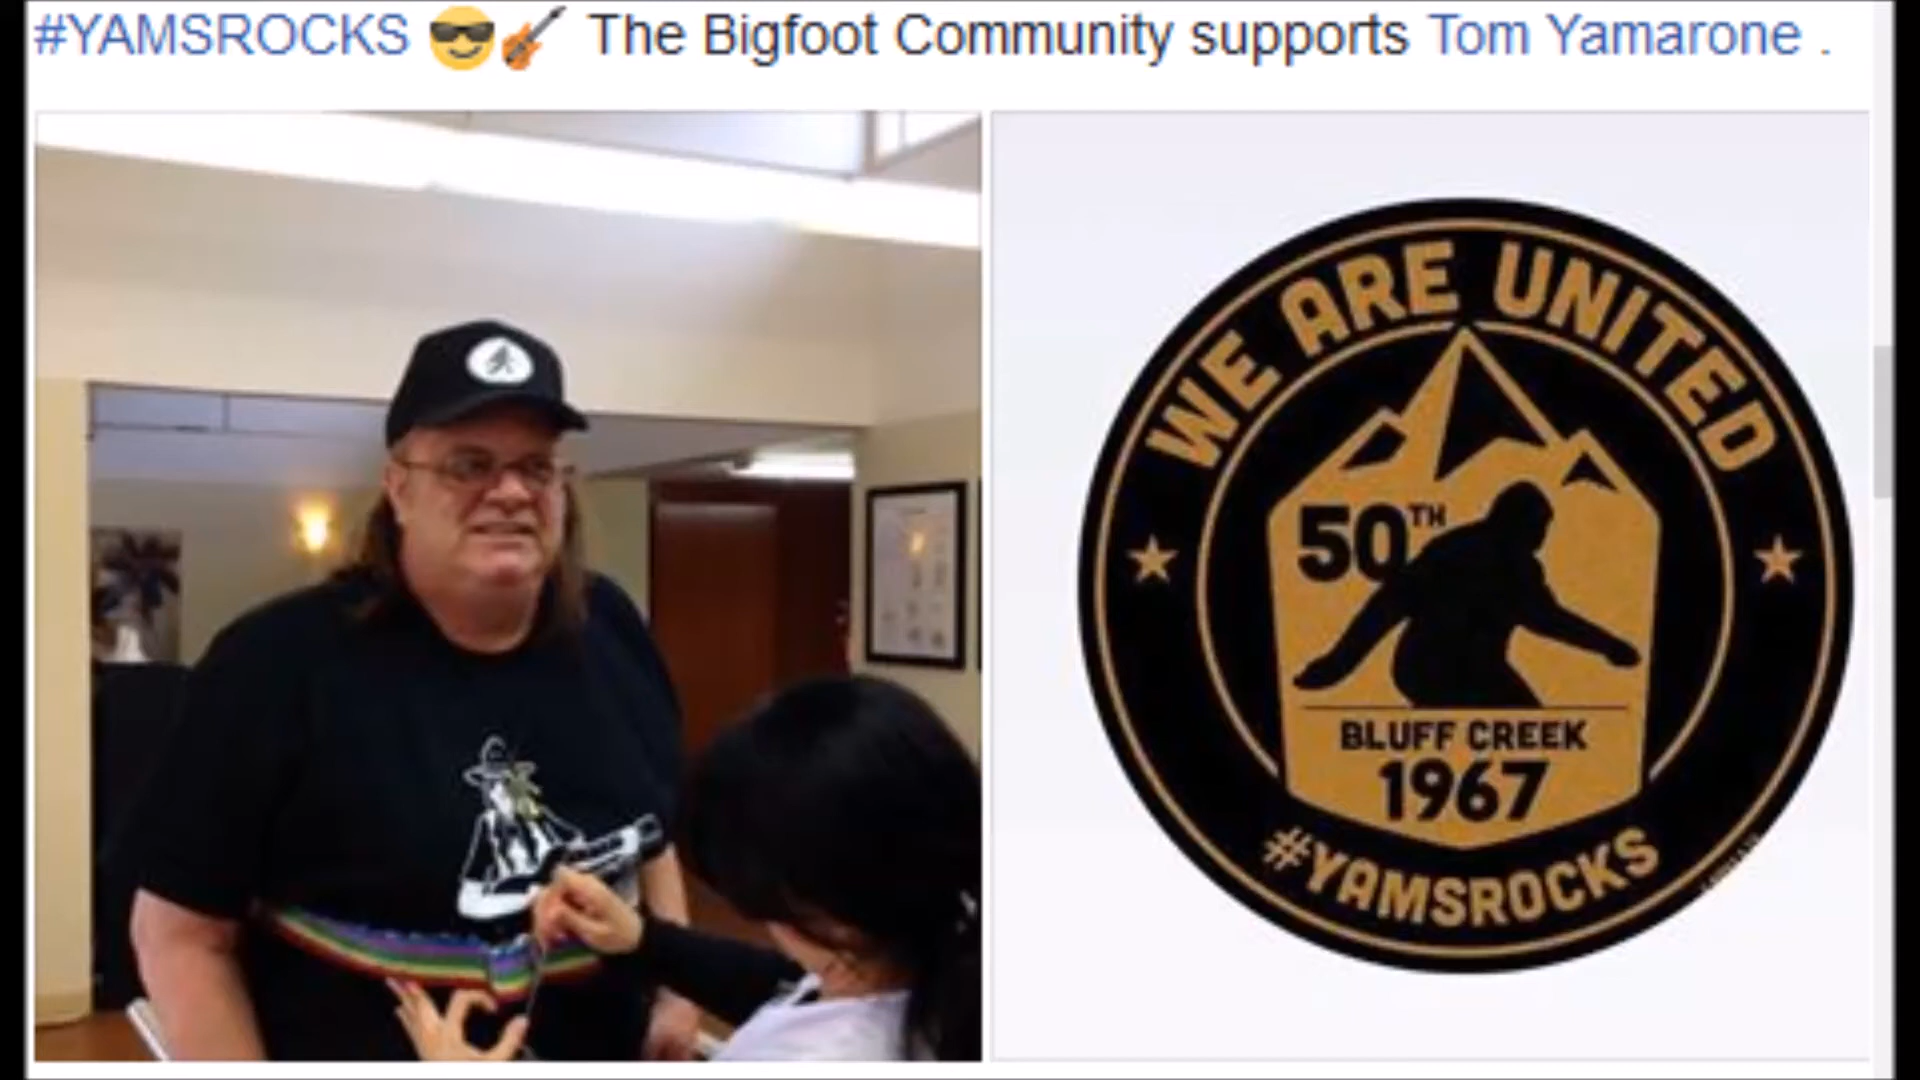 #YAMSROCKS 😎🎸 The Bigfoot Community supports Tom Yamarone .
WE ARE UNITED
50TH
BLUFF CREEK
1967
#YAMSROCKS